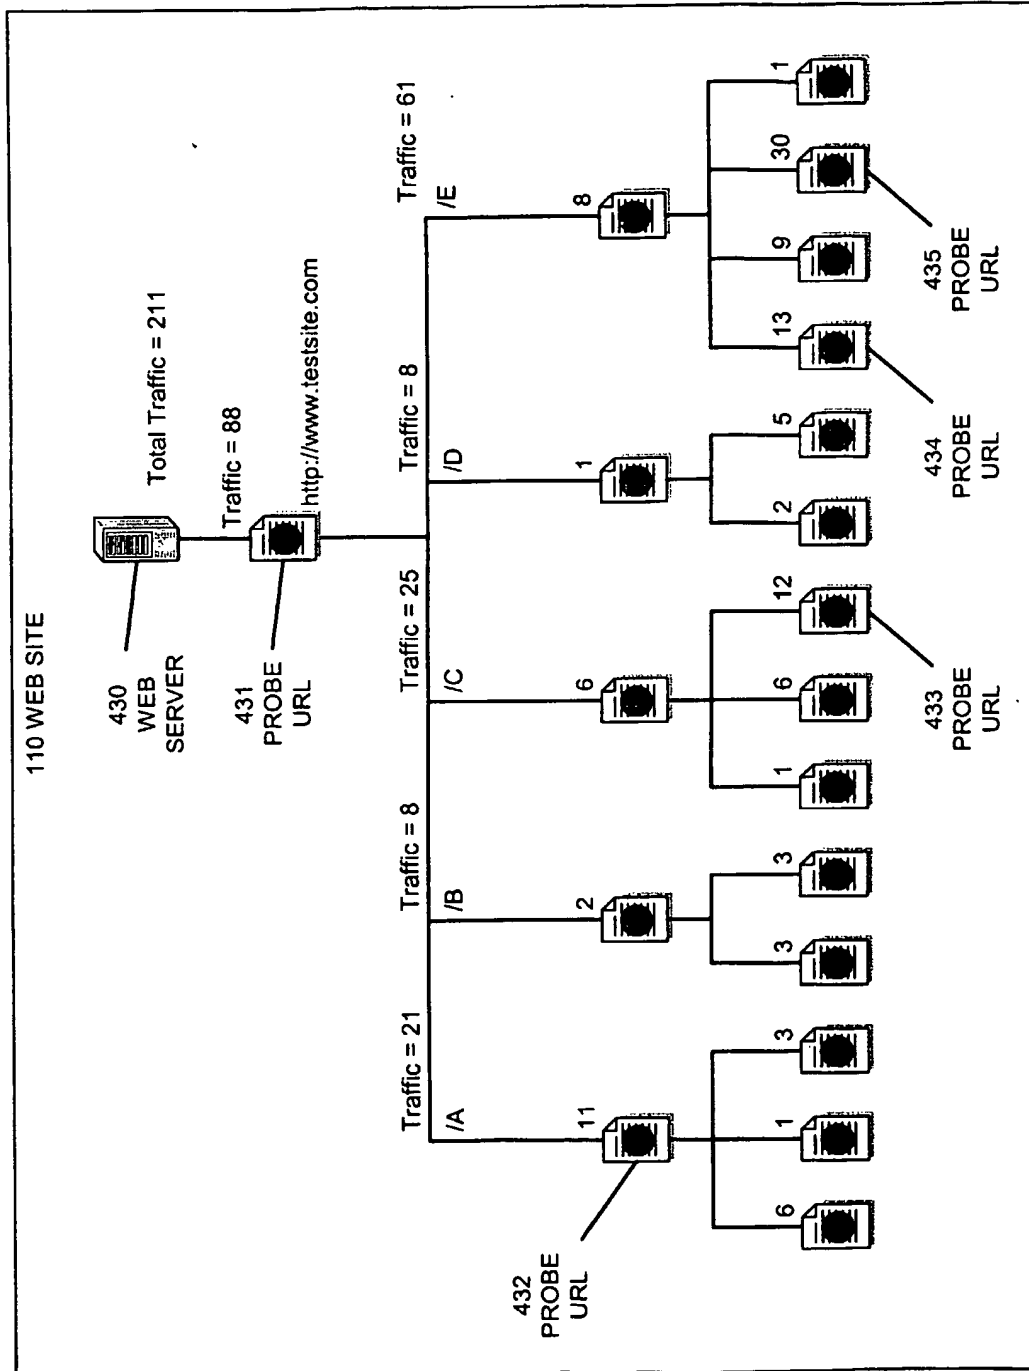 110 WEB SITE
430
WEB
SERVER
Total Traffic = 211
Traffic = 88
431
PROBE
URL
http://www.testsite.com
Traffic = 21
Traffic = 8
Traffic = 25
Traffic = 8
Traffic = 61
/A
/B
/C
/D
/E
11
2
6
1
8
6
1
3
3
3
1
6
12
2
5
13
9
30
1
432
PROBE
URL
433
PROBE
URL
434
PROBE
URL
435
PROBE
URL